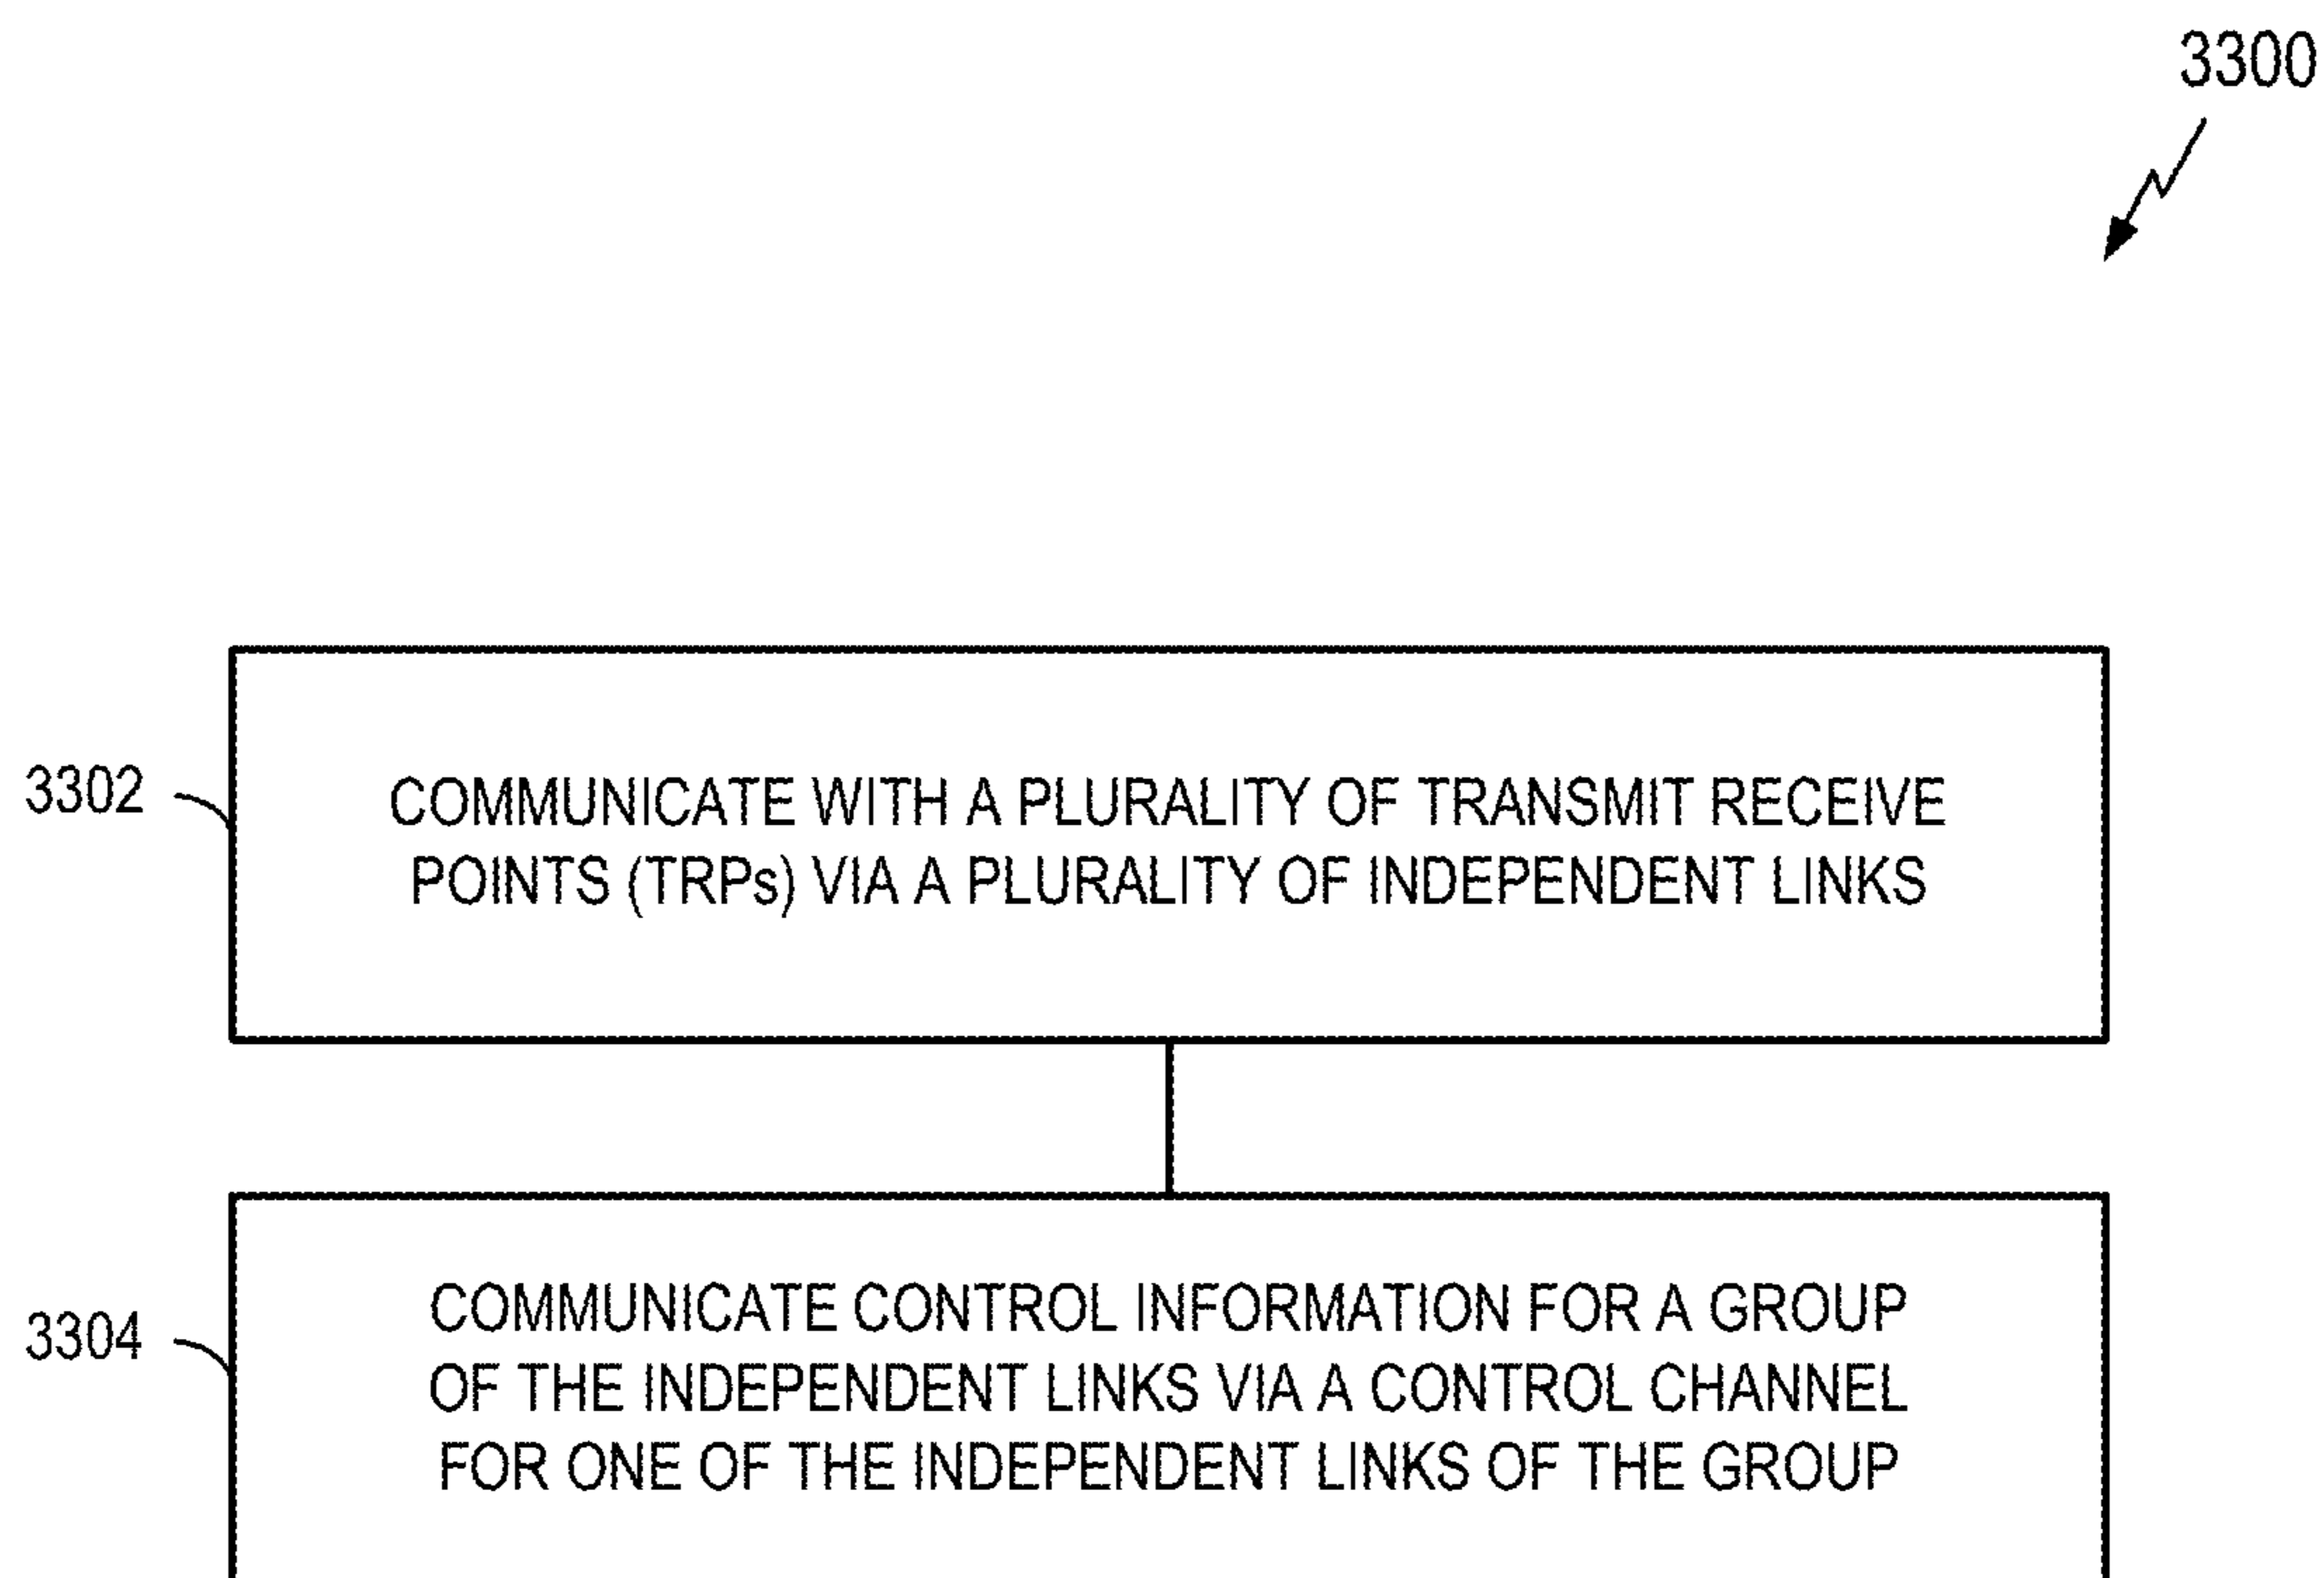 3300
3302
COMMUNICATE WITH A PLURALITY OF TRANSMIT RECEIVE
POINTS (TRPs) VIA A PLURALITY OF INDEPENDENT LINKS
3304
COMMUNICATE CONTROL INFORMATION FOR A GROUP
OF THE INDEPENDENT LINKS VIA A CONTROL CHANNEL
FOR ONE OF THE INDEPENDENT LINKS OF THE GROUP